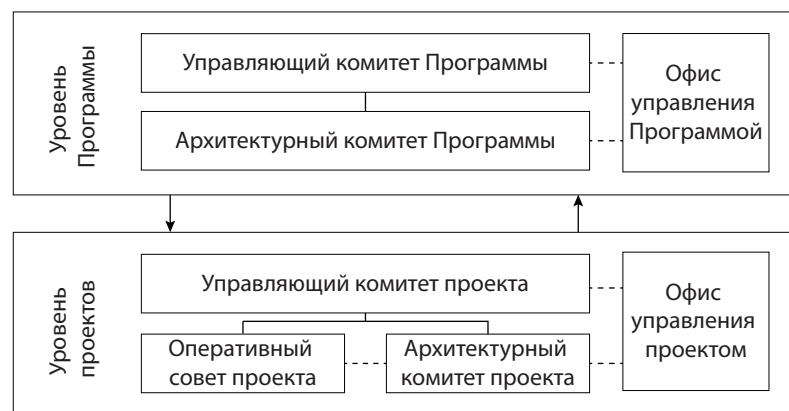 Уровень
Программы
Управляющий комитет Программы
Архитектурный комитет Программы
Офис
управления
Программой
Уровень
проектов
Управляющий комитет проекта
Оперативный
совет проекта
Архитектурный
комитет проекта
Офис
управления
проектом